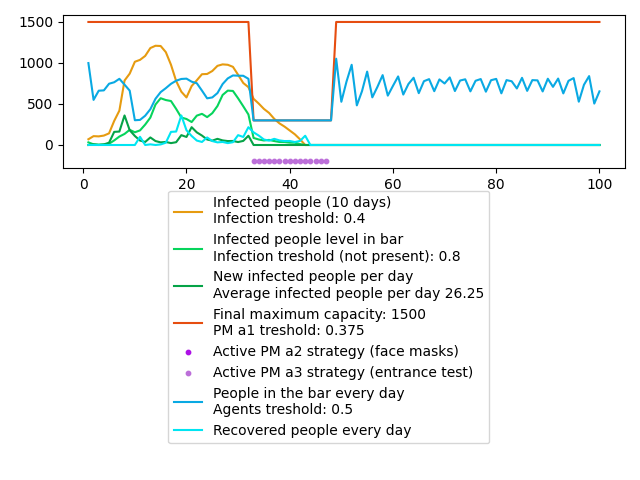 1500
1000
500
0
0 20 40 60 80 100
Infected people (10 days)
Infection treshold: 0.4
Infected people level in bar
Infection treshold (not present): 0.8
New infected people per day
Average infected people per day 26.25
Final maximum capacity: 1500
PM a1 treshold: 0.375
Active PM a2 strategy (face masks)
Active PM a3 strategy (entrance test)
People in the bar every day
Agents treshold: 0.5
Recovered people every day